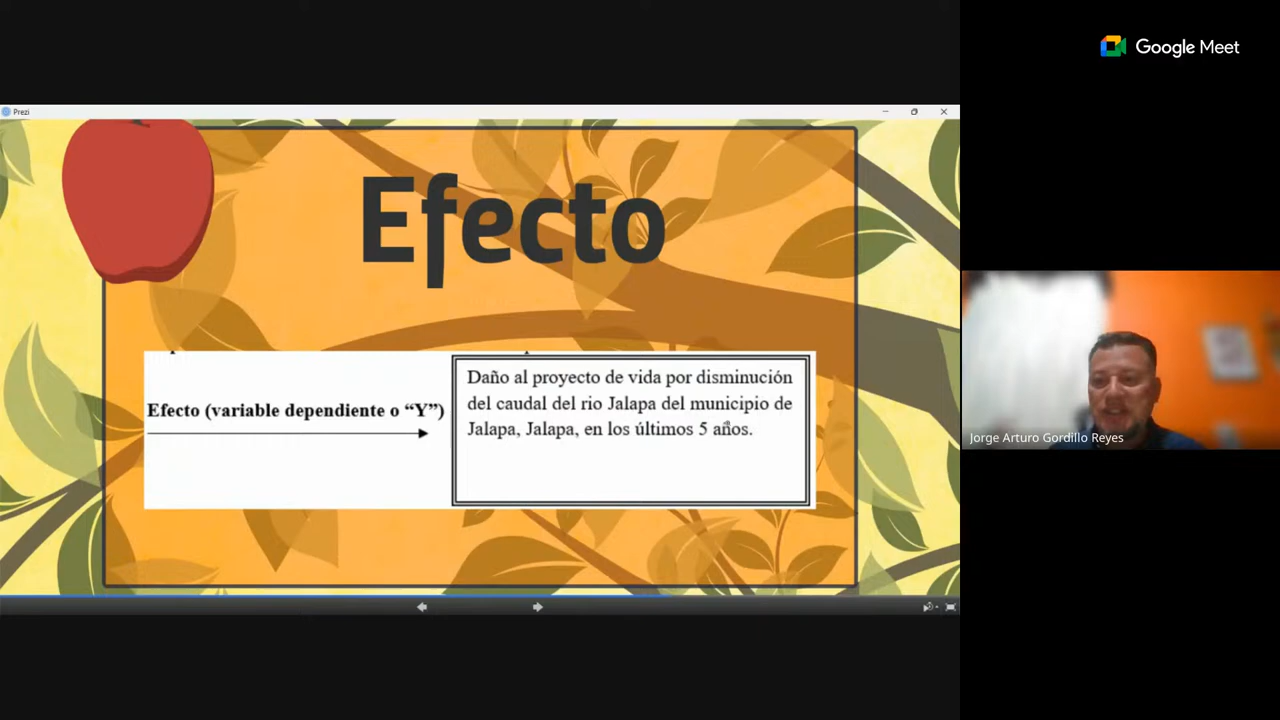 Google Meet
Prezi
Efecto
Efecto (variable dependiente o “Y”)
Daño al proyecto de vida por disminución
del caudal del rio Jalapa del municipio de
Jalapa, Jalapa, en los últimos 5 años.
Jorge Arturo Gordillo Reyes